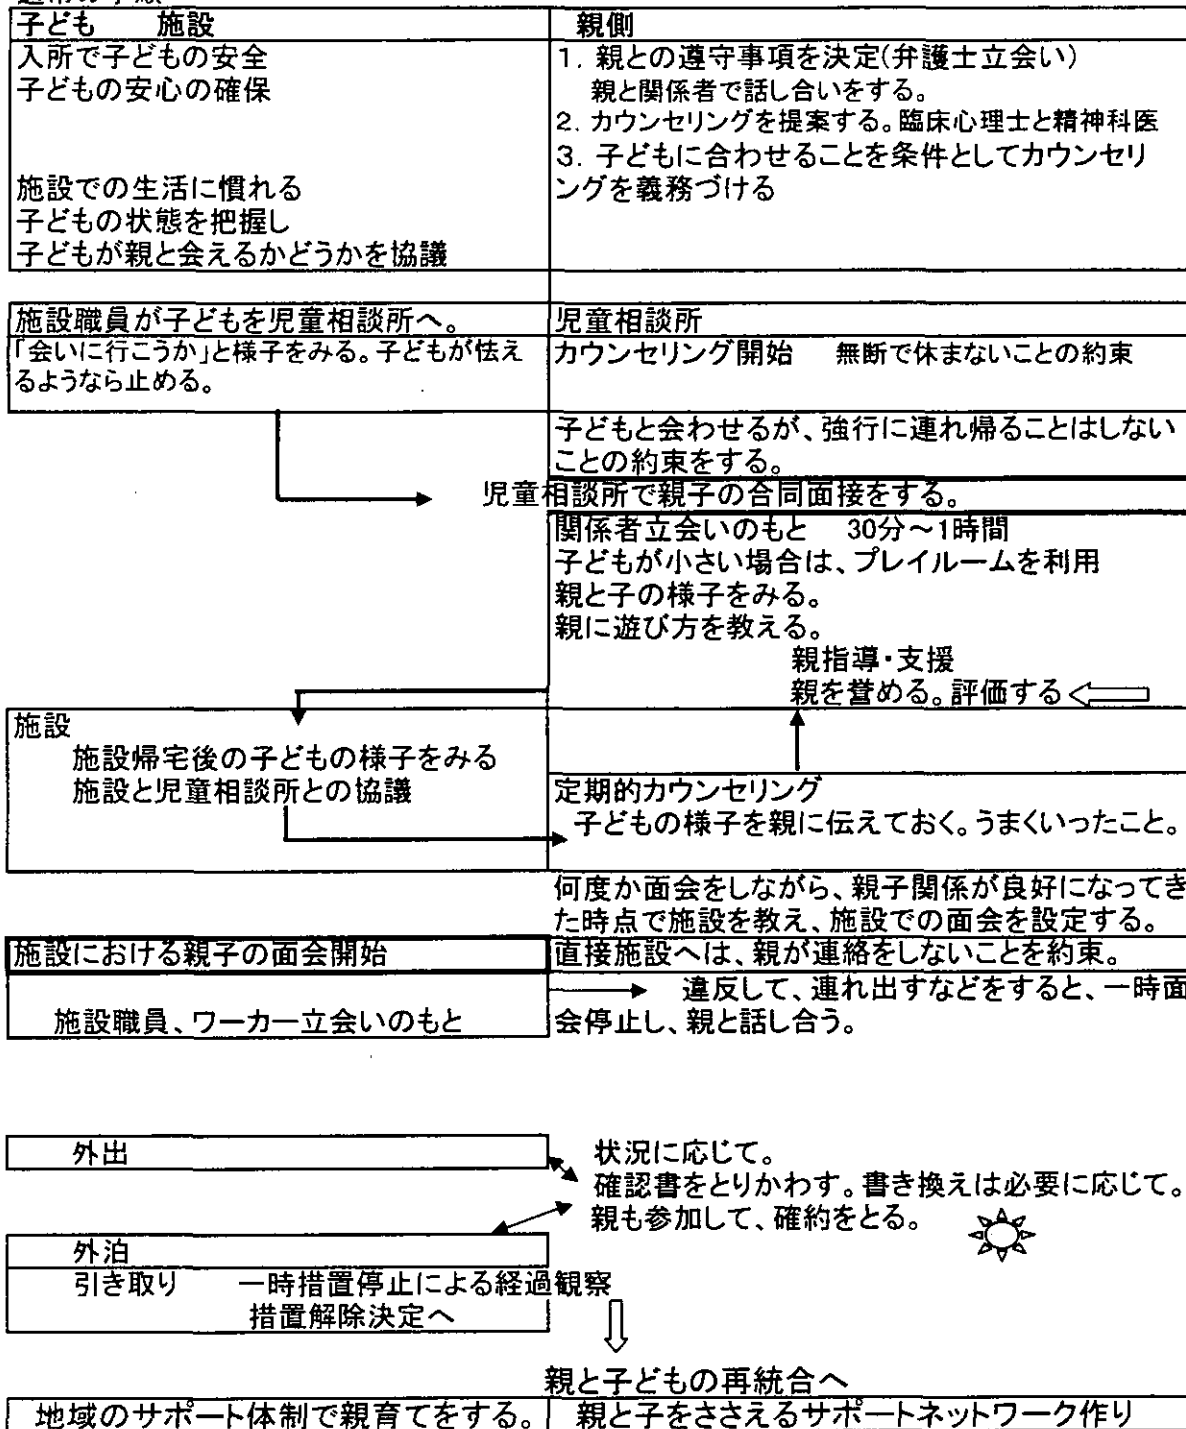 子ども　施設
親側
入所で子どもの安全
子どもの安心の確保
施設での生活に慣れる
子どもの状態を把握し
子どもが親と会えるかどうかを協議
1. 親との遵守事項を決定(弁護士立会い)
親と関係者で話し合いをする。
2. カウンセリングを提案する。臨床心理士と精神科医
3. 子どもに合わせることを条件としてカウンセリ
ングを義務づける
施設職員が子どもを児童相談所へ。
「会いに行こうか」と様子をみる。子どもが怯え
るようなら止める。
児童相談所
カウンセリング開始　無断で休まないことの約束
子どもと会わせるが、強行に連れ帰ることはしない
ことの約束をする。
児童相談所で親子の合同面接をする。
関係者立会いのもと　30分～1時間
子どもが小さい場合は、プレイルームを利用
親と子の様子をみる。
親に遊び方を教える。
親指導・支援
親を誉める。評価する
施設
施設帰宅後の子どもの様子をみる
施設と児童相談所との協議
定期的カウンセリング
子どもの様子を親に伝えておく。うまくいったこと。
何度か面会をしながら、親子関係が良好になってき
た時点で施設を教え、施設での面会を設定する。
施設における親子の面会開始
直接施設へは、親が連絡をしないことを約束。
施設職員、ワーカー立会いのもと
違反して、連れ出すなどをすると、一時面
会停止し、親と話し合う。
外出
状況に応じて。
確認書をとりかわす。書き換えは必要に応じて。
親も参加して、確約をとる。
外泊
引き取り　一時措置停止による経過観察
措置解除決定へ
親と子どもの再統合へ
地域のサポート体制で親育てをする。
親と子をささえるサポートネットワーク作り